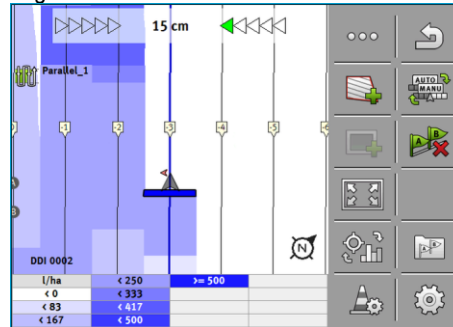 15 cm
Parallel_1
-1 -2 -3 -4 -5
A
B
N
DDI 0002
l/ha < 250 >= 500
< 0 < 333
< 83 < 417
< 167 < 500
AUTO
MANU
A B